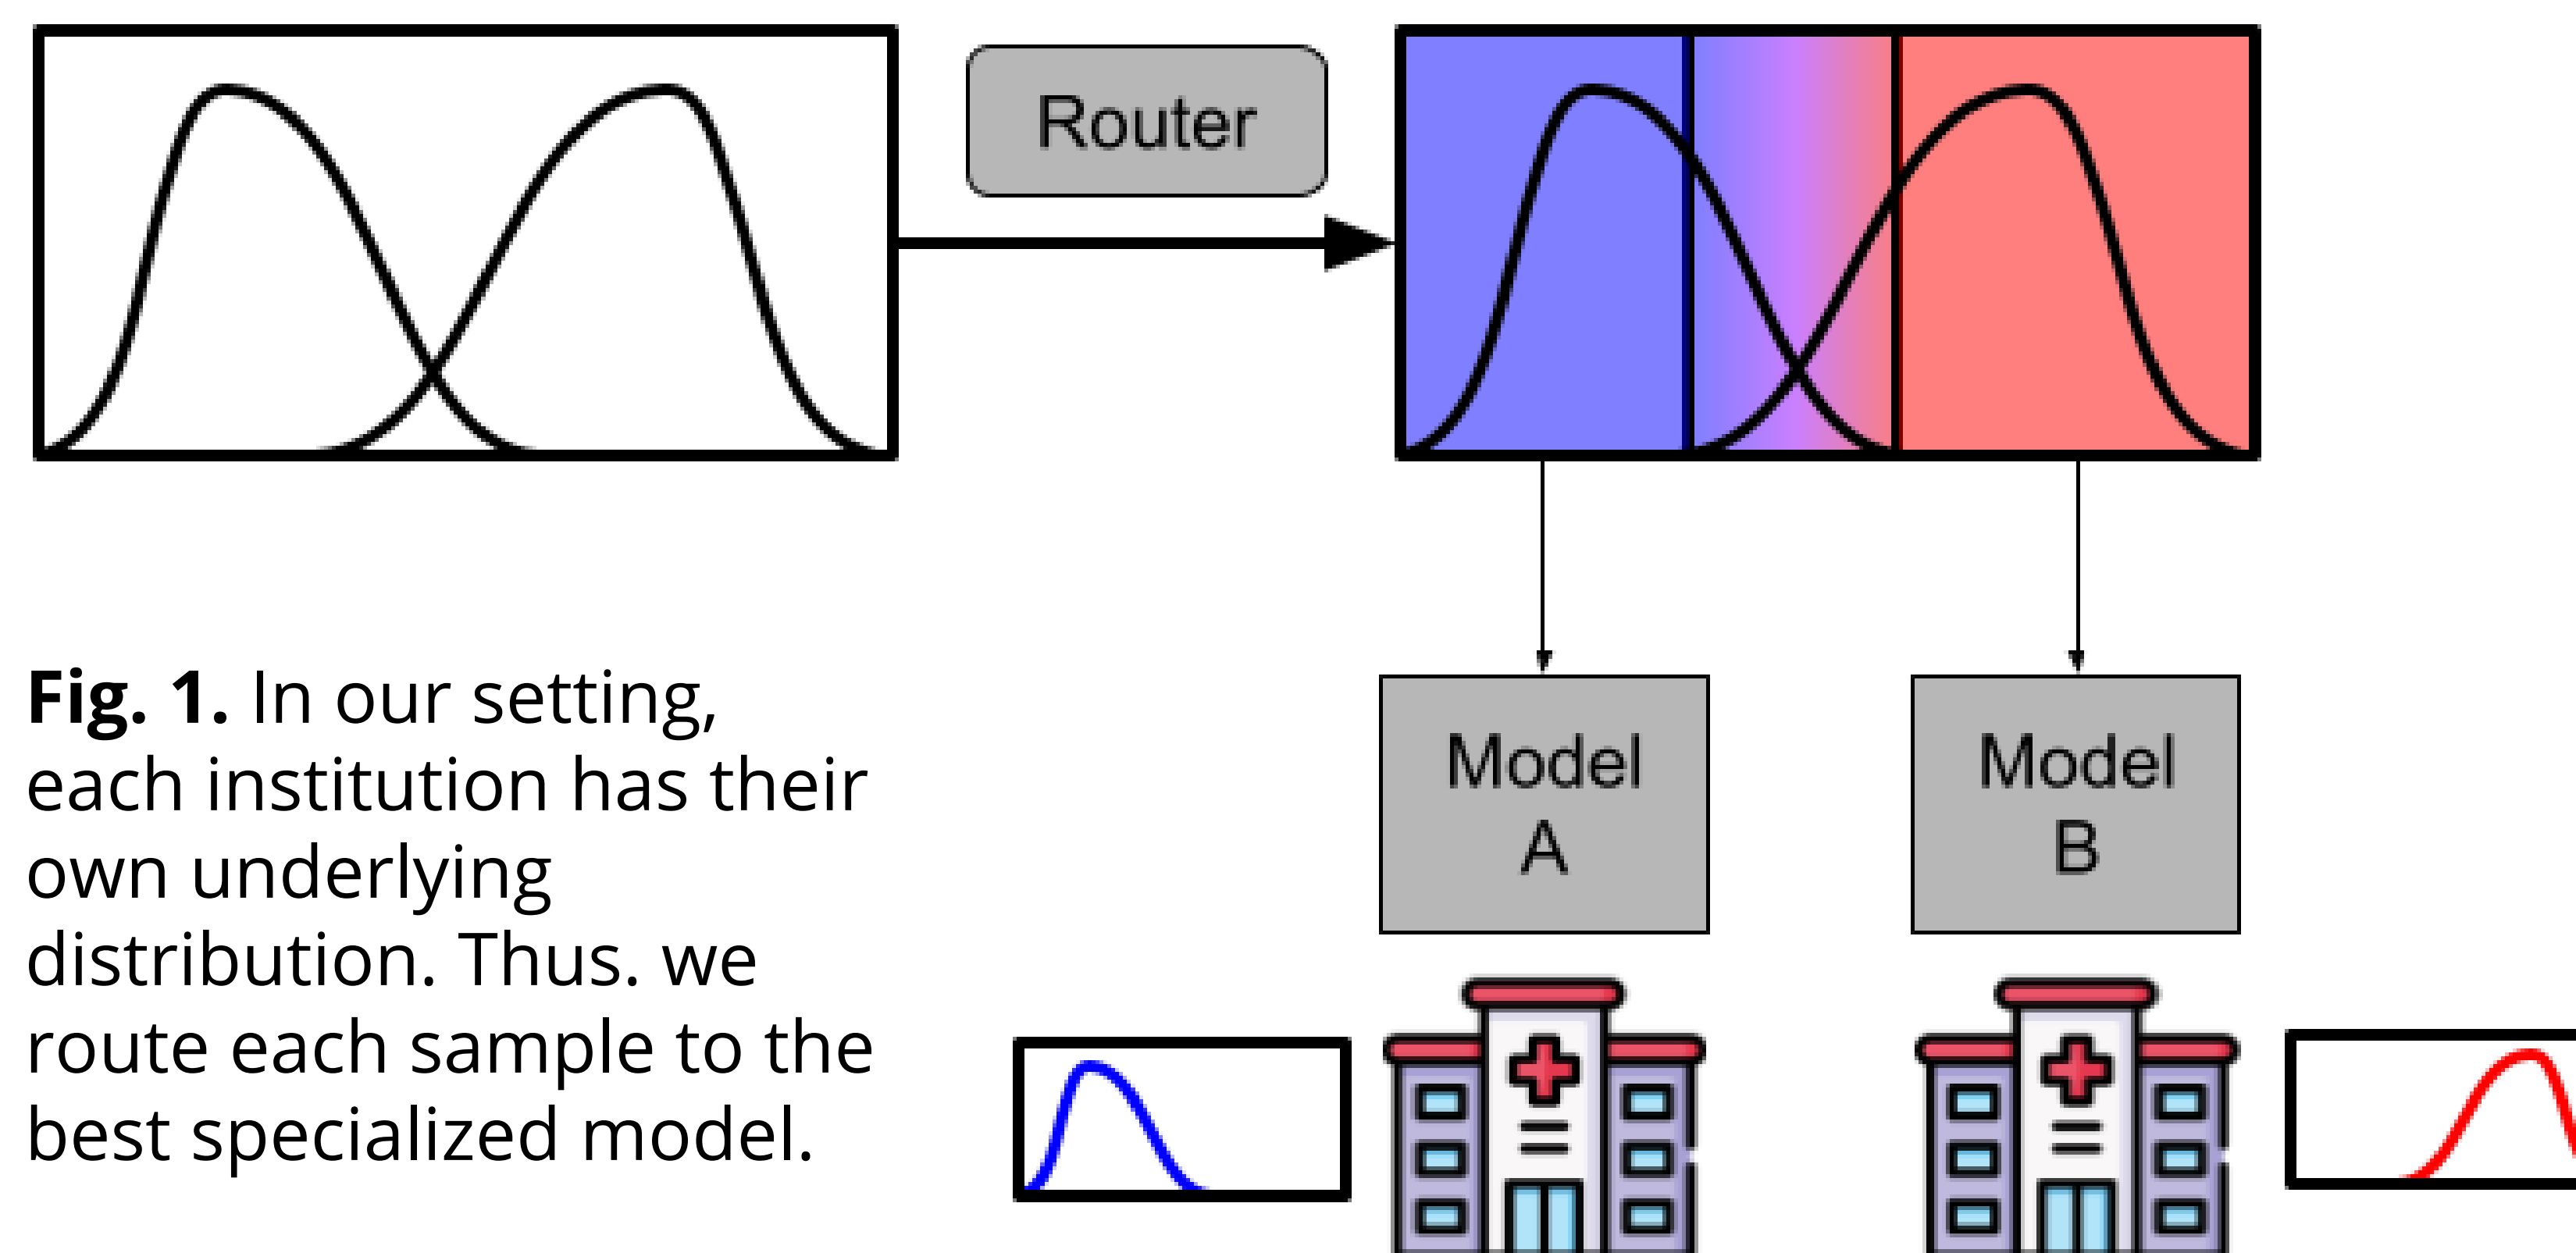 Router
Fig. 1. In our setting,
each institution has their
own underlying
distribution. Thus. we
route each sample to the
best specialized model.
Model
A
Model
B